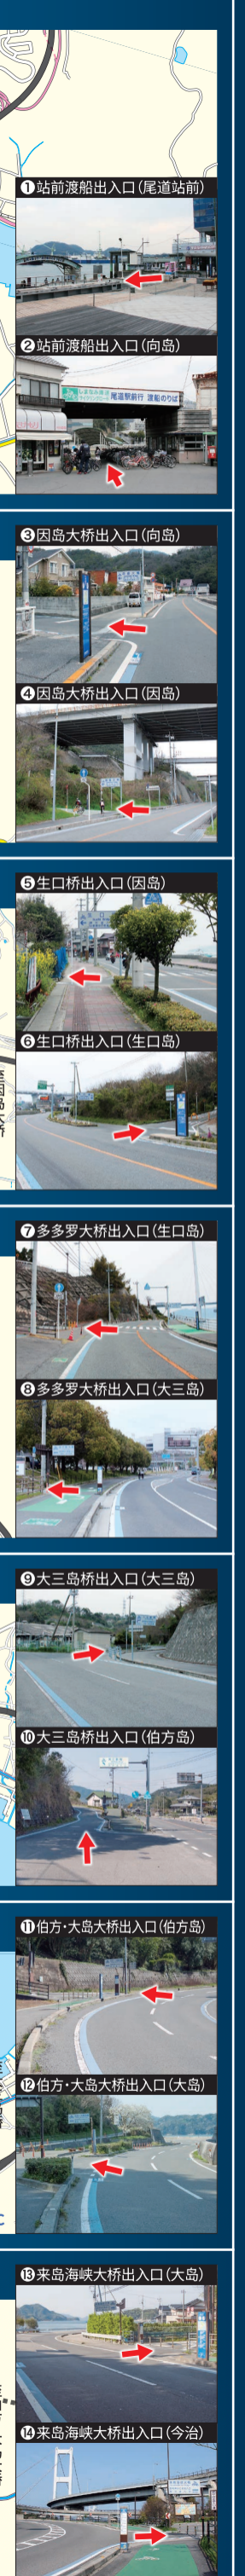 ❶站前渡船出入口(尾道站前)
❷站前渡船出入口(向岛)
尾道駅前行 渡船のりば
❸因岛大桥出入口(向岛)
❹因岛大桥出入口(因岛)
❺生口桥出入口(因岛)
❻生口桥出入口(生口岛)
❼多多罗大桥出入口(生口岛)
❽多多罗大桥出入口(大三岛)
❾大三岛桥出入口(大三岛)
❿大三岛桥出入口(伯方岛)
⓫伯方·大岛大桥出入口(伯方岛)
⓬伯方·大岛大桥出入口(大岛)
⓭来岛海峡大桥出入口(大岛)
⓮来岛海峡大桥出入口(今治)